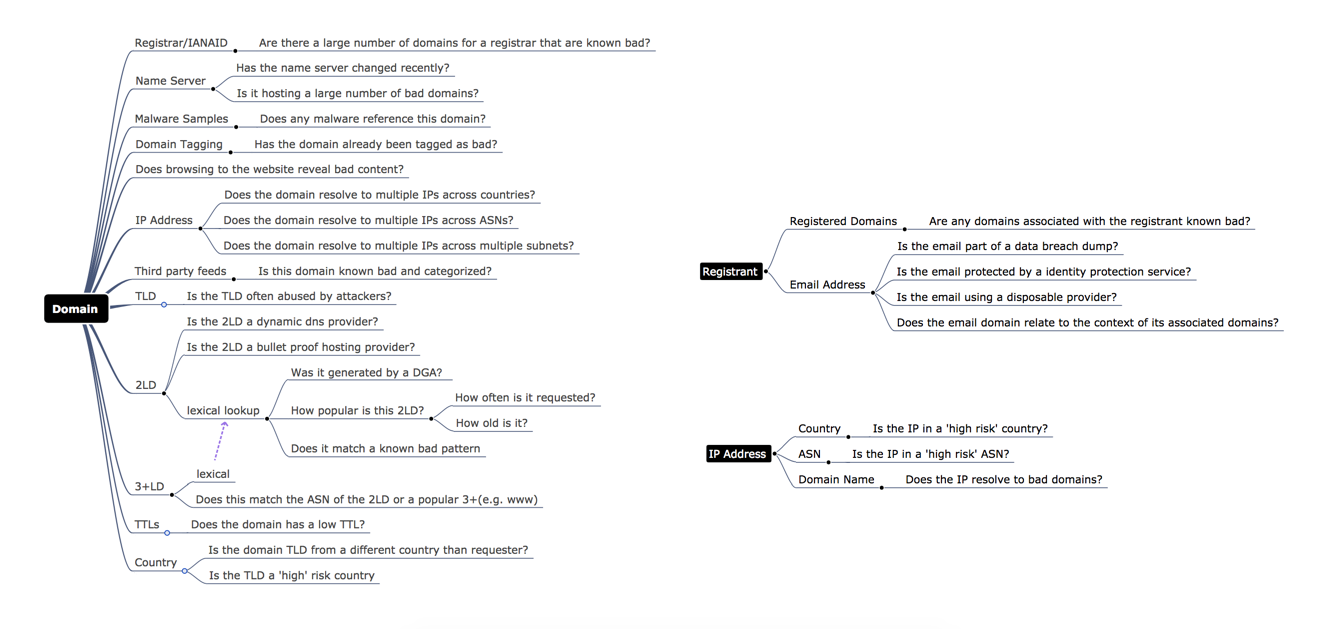 Domain
Registrar/IANAID
Are there a large number of domains for a registrar that are known bad?
Name Server
Has the name server changed recently?
Is it hosting a large number of bad domains?
Malware Samples
Does any malware reference this domain?
Domain Tagging
Has the domain already been tagged as bad?
Does browsing to the website reveal bad content?
IP Address
Does the domain resolve to multiple IPs across countries?
Does the domain resolve to multiple IPs across ASNs?
Does the domain resolve to multiple IPs across multiple subnets?
Third party feeds
Is this domain known bad and categorized?
TLD
Is the TLD often abused by attackers?
2LD
Is the 2LD a dynamic dns provider?
Is the 2LD a bullet proof hosting provider?
lexical lookup
Was it generated by a DGA?
How popular is this 2LD?
How often is it requested?
How old is it?
Does it match a known bad pattern
3+LD
lexical
Does this match the ASN of the 2LD or a popular 3+(e.g. www)
TTLs
Does the domain has a low TTL?
Country
Is the domain TLD from a different country than requester?
Is the TLD a 'high' risk country
Registrant
Registered Domains
Are any domains associated with the registrant known bad?
Email Address
Is the email part of a data breach dump?
Is the email protected by a identity protection service?
Is the email using a disposable provider?
Does the email domain relate to the context of its associated domains?
IP Address
Country
Is the IP in a 'high risk' country?
ASN
Is the IP in a 'high risk' ASN?
Domain Name
Does the IP resolve to bad domains?